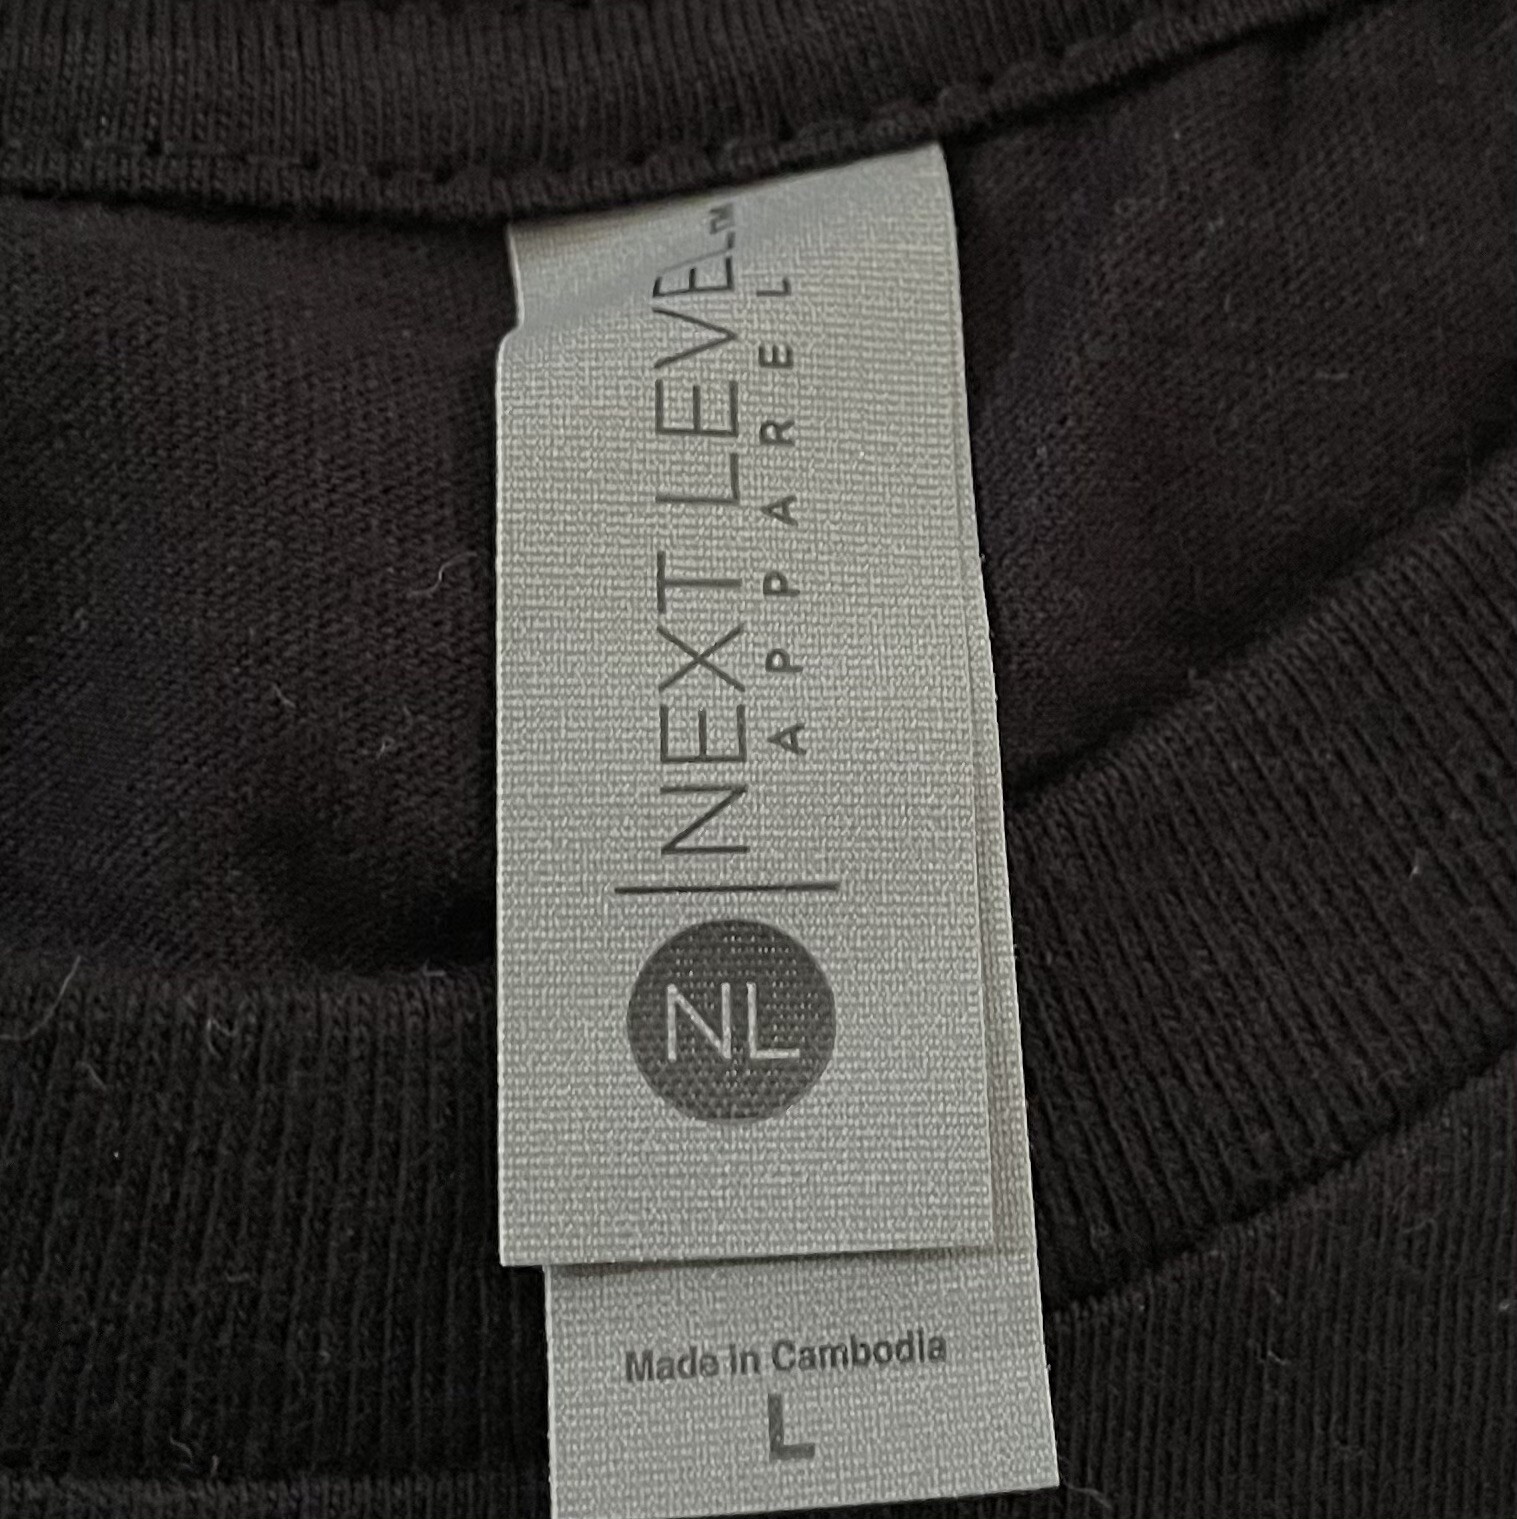 NEXT LEVEL™
APPAREL
NL
Made in Cambodia
L